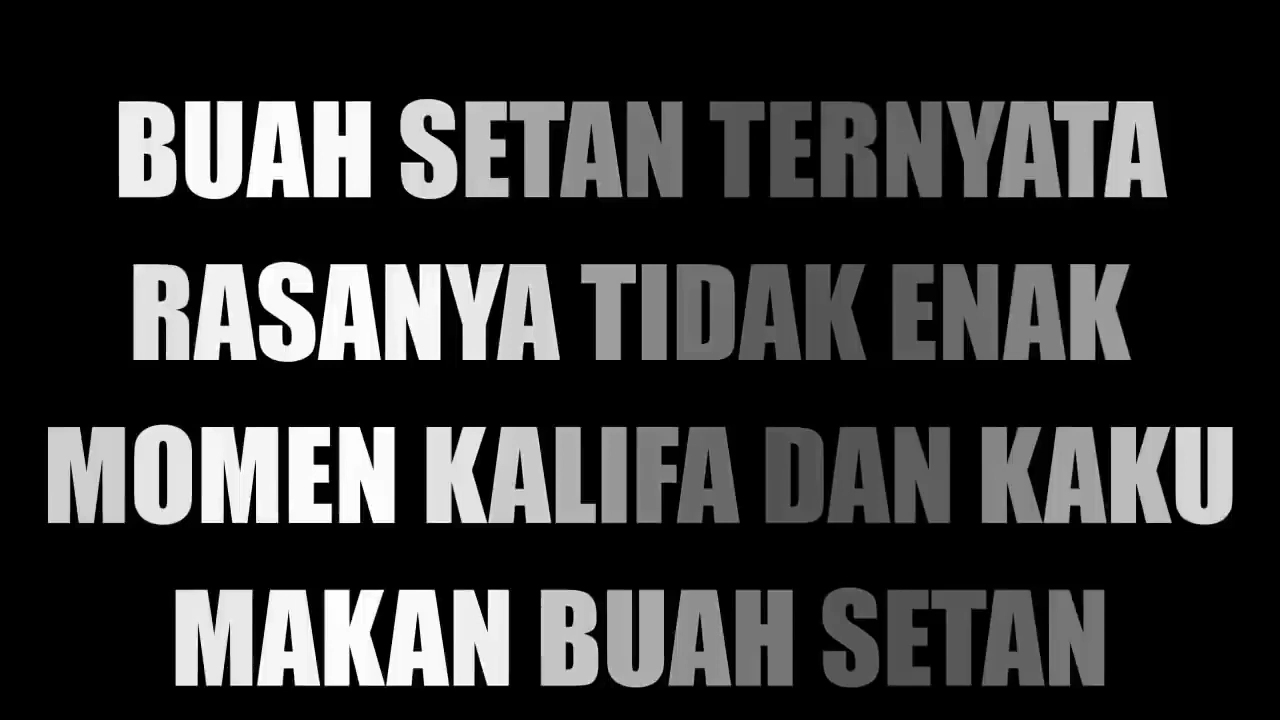 BUAH SETAN TERNYATA
RASANYA TIDAK ENAK
MOMEN KALIFA DAN KAKU
MAKAN BUAH SETAN